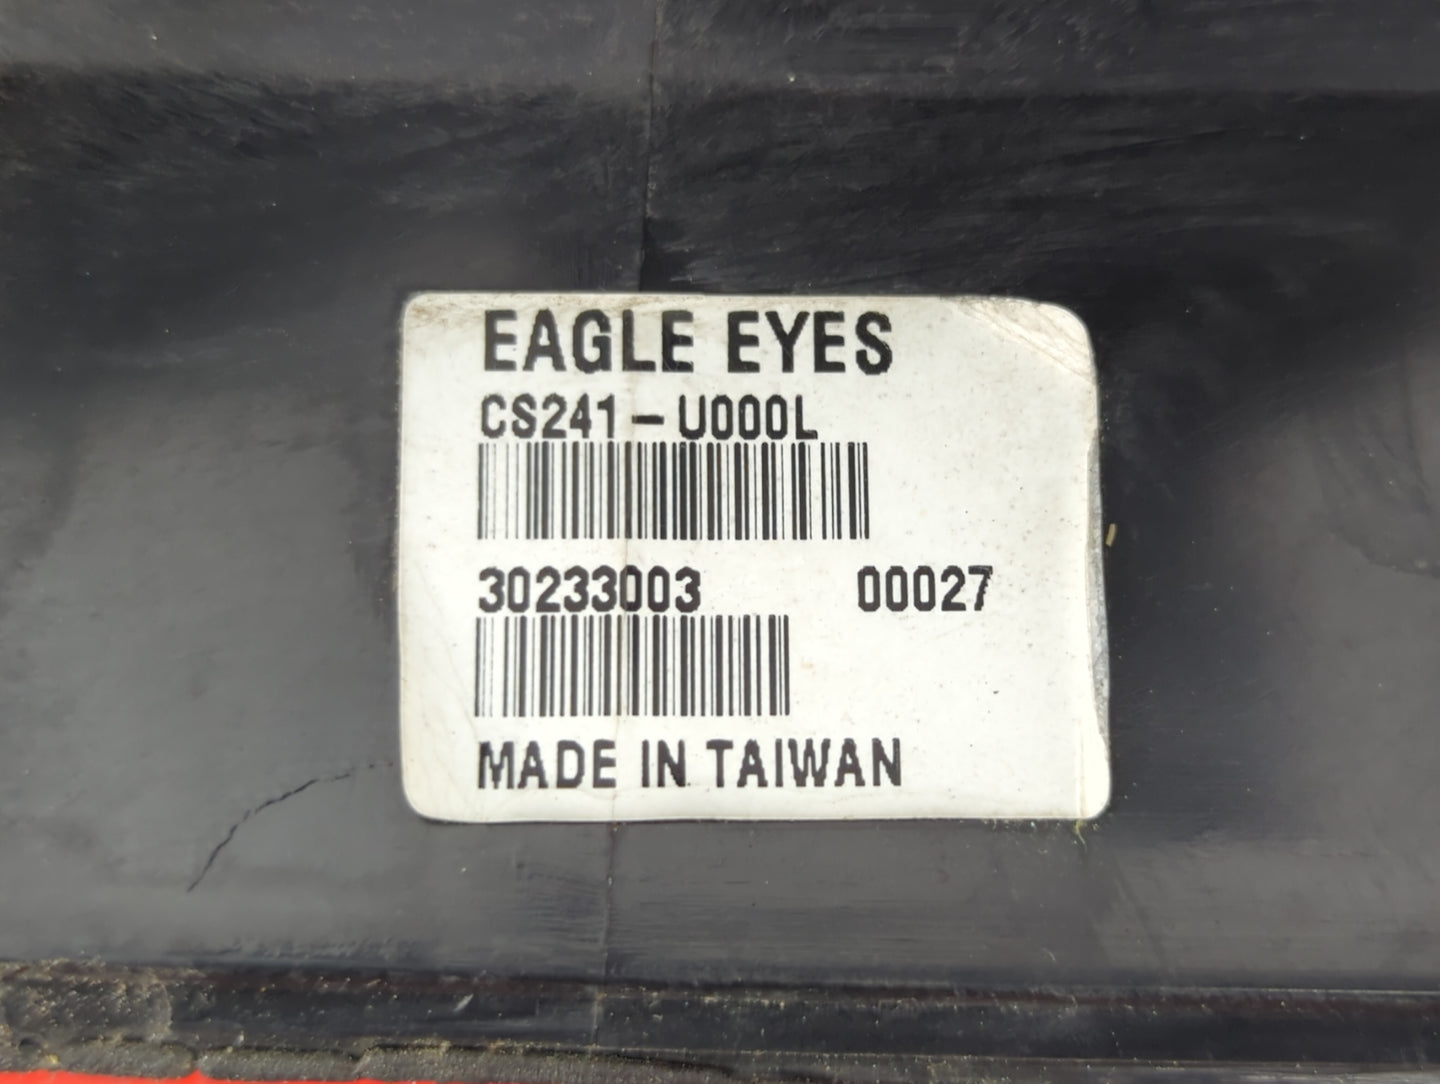 EAGLE EYES
CS241-U000L
30233003 00027
MADE IN TAIWAN